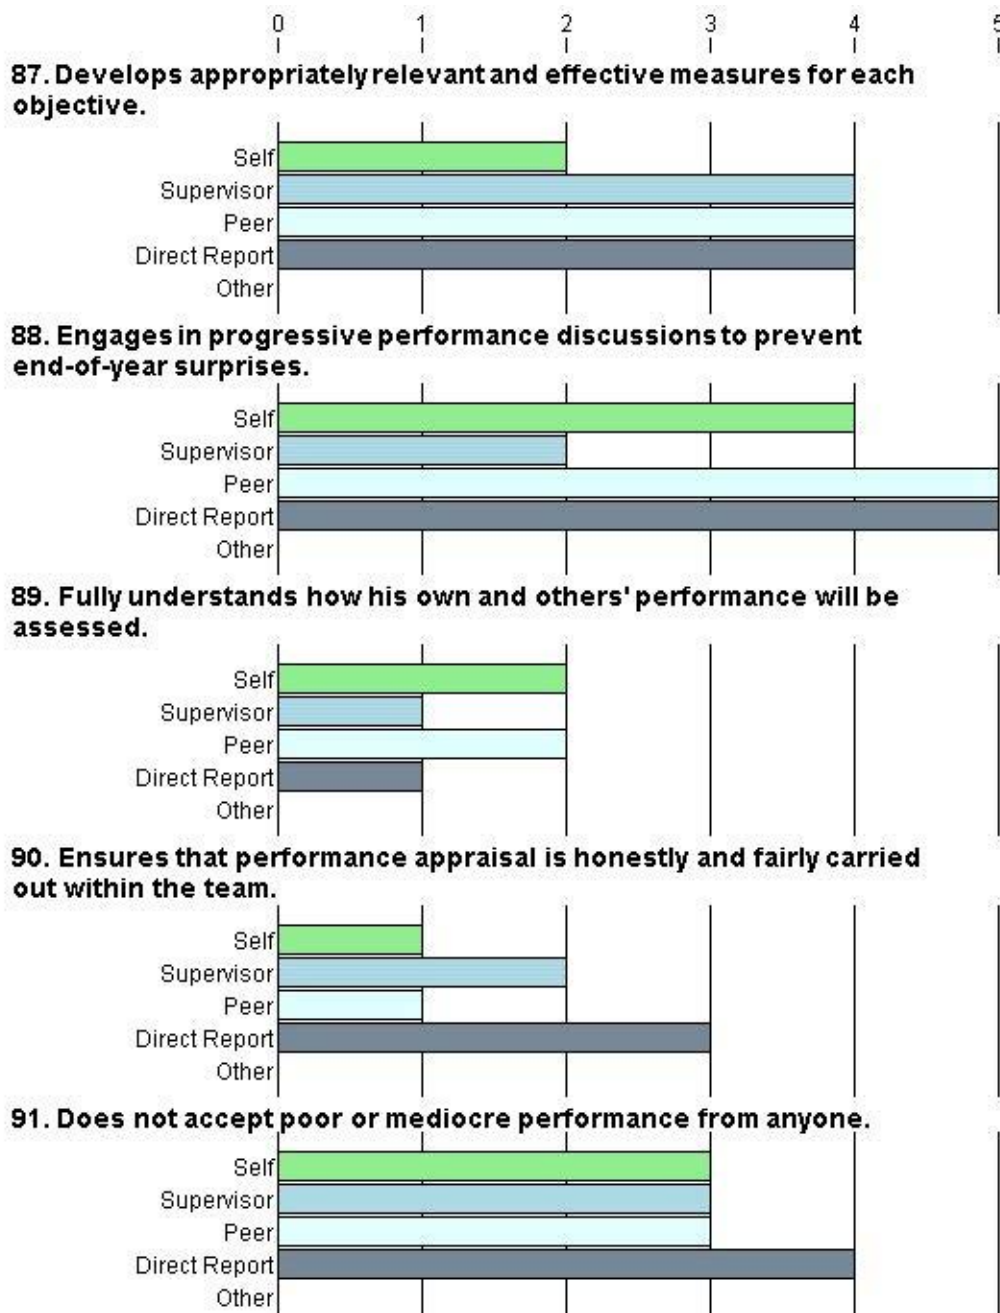 0 1 2 3 4 5
87. Develops appropriately relevant and effective measures for each
objective.
Self
Supervisor
Peer
Direct Report
Other
88. Engages in progressive performance discussions to prevent
end-of-year surprises.
Self
Supervisor
Peer
Direct Report
Other
89. Fully understands how his own and others' performance will be
assessed.
Self
Supervisor
Peer
Direct Report
Other
90. Ensures that performance appraisal is honestly and fairly carried
out within the team.
Self
Supervisor
Peer
Direct Report
Other
91. Does not accept poor or mediocre performance from anyone.
Self
Supervisor
Peer
Direct Report
Other